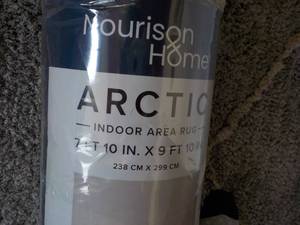 Nourison
& Home
ARCTIC
INDOOR AREA RUG
7 FT 10 IN. X 9 FT 10
238 CM X 299 CM